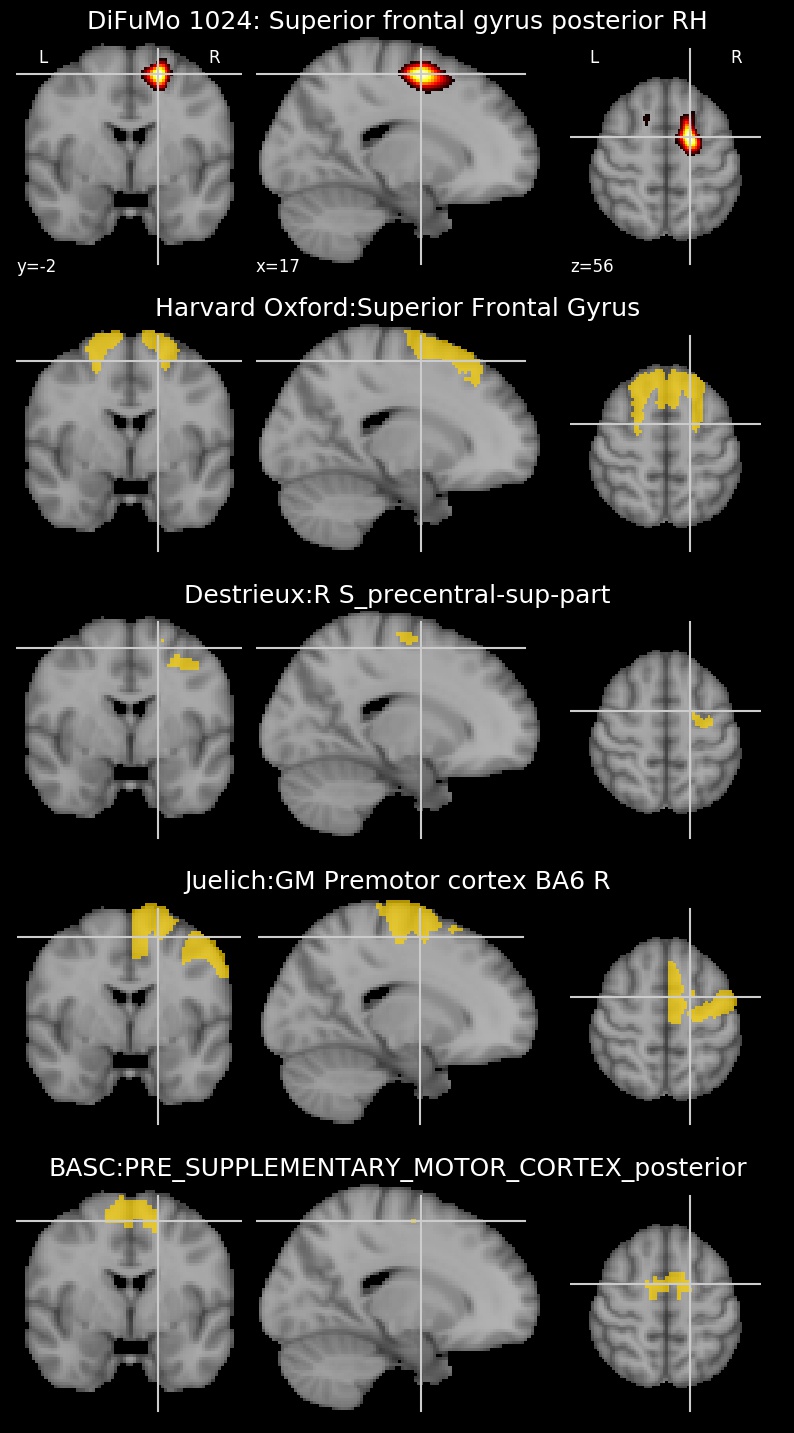 DiFuMo 1024: Superior frontal gyrus posterior RH
L R L R
y=-2 x=17 z=56
Harvard Oxford:Superior Frontal Gyrus
Destrieux:R S_precentral-sup-part
Juelich:GM Premotor cortex BA6 R
BASC:PRE_SUPPLEMENTARY_MOTOR_CORTEX_posterior